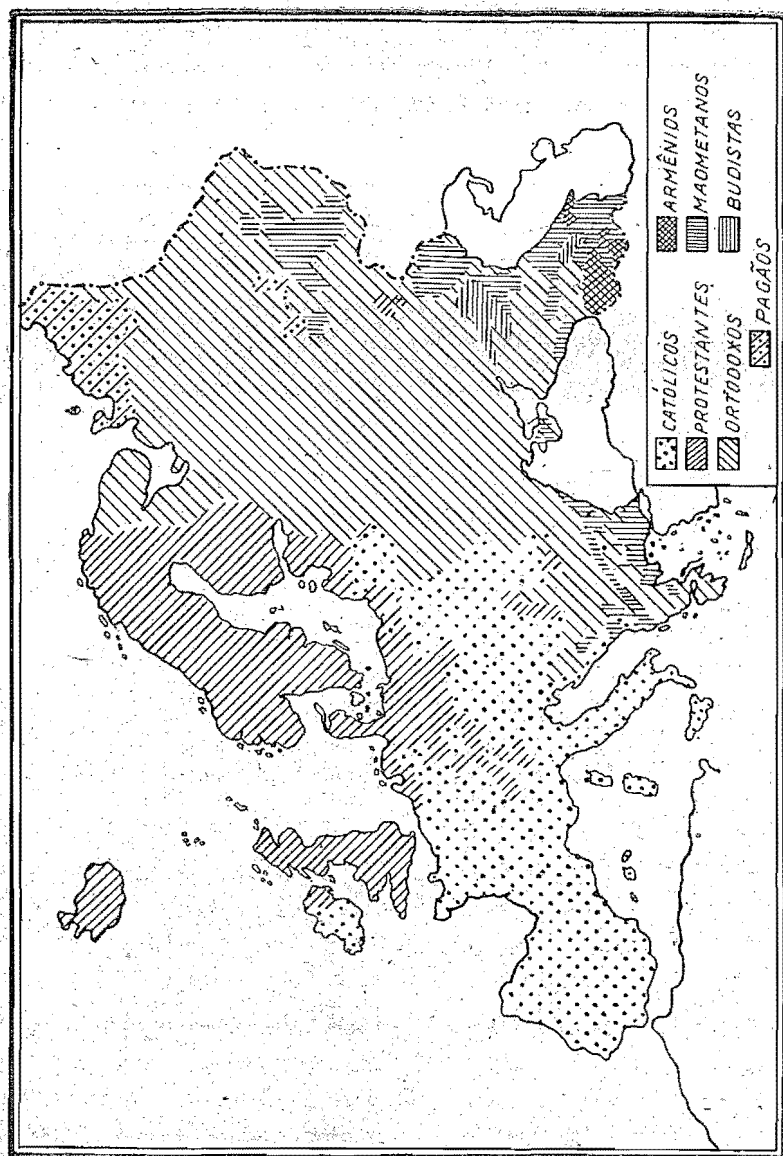 CATÓLICOS
PROTESTANTES
ORTODOXOS
PAGÃOS
ARMÊNIOS
MAOMETANOS
BUDISTAS